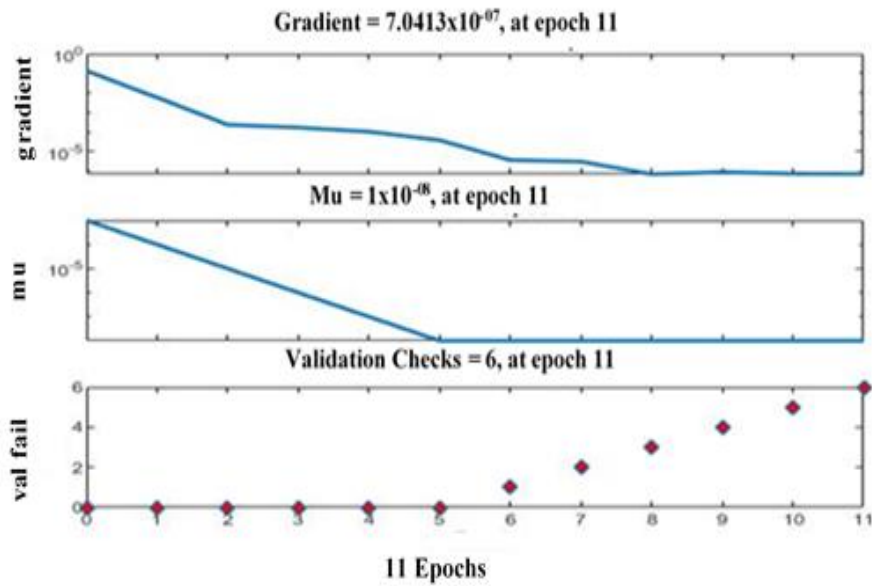 Gradient = 7.0413x10⁻⁰⁷, at epoch 11
gradient
10⁰
10⁻⁵
Mu = 1x10⁻⁰⁸, at epoch 11
mu
10⁻⁵
Validation Checks = 6, at epoch 11
val fail
6
4
2
0
0 1 2 3 4 5 6 7 8 9 10 11
11 Epochs